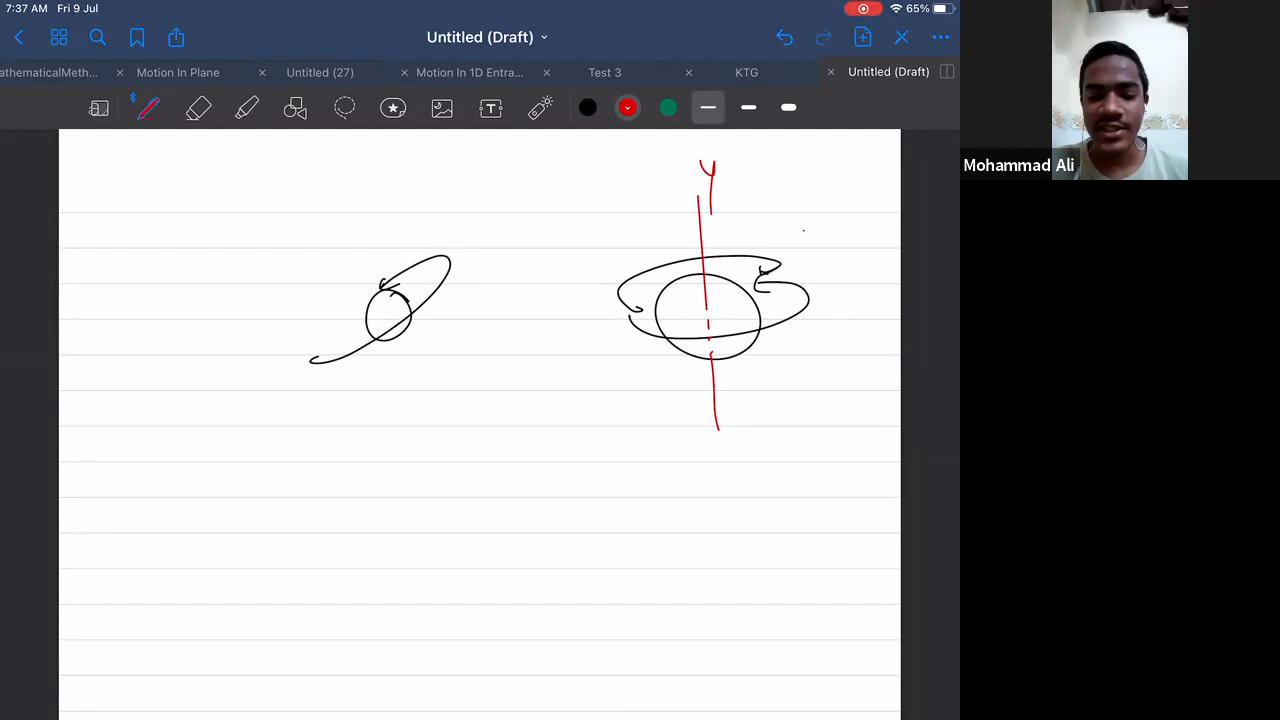 7:37 AM Fri 9 Jul
65%
Untitled (Draft)
athematicalMeth...
Motion In Plane
Untitled (27)
Motion In 1D Entra...
Test 3
KTG
Untitled (Draft)
T
y
Mohammad Ali